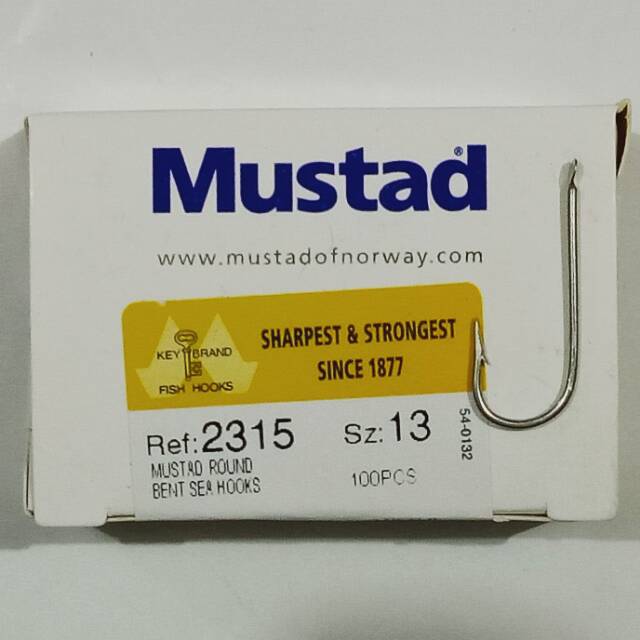 Mustad®
www.mustadofnorway.com
KEY BRAND
FISH HOOKS
SHARPEST & STRONGEST
SINCE 1877
Ref:2315 Sz:13
MUSTAD ROUND
BENT SEA HOOKS
100PCS
54-0132